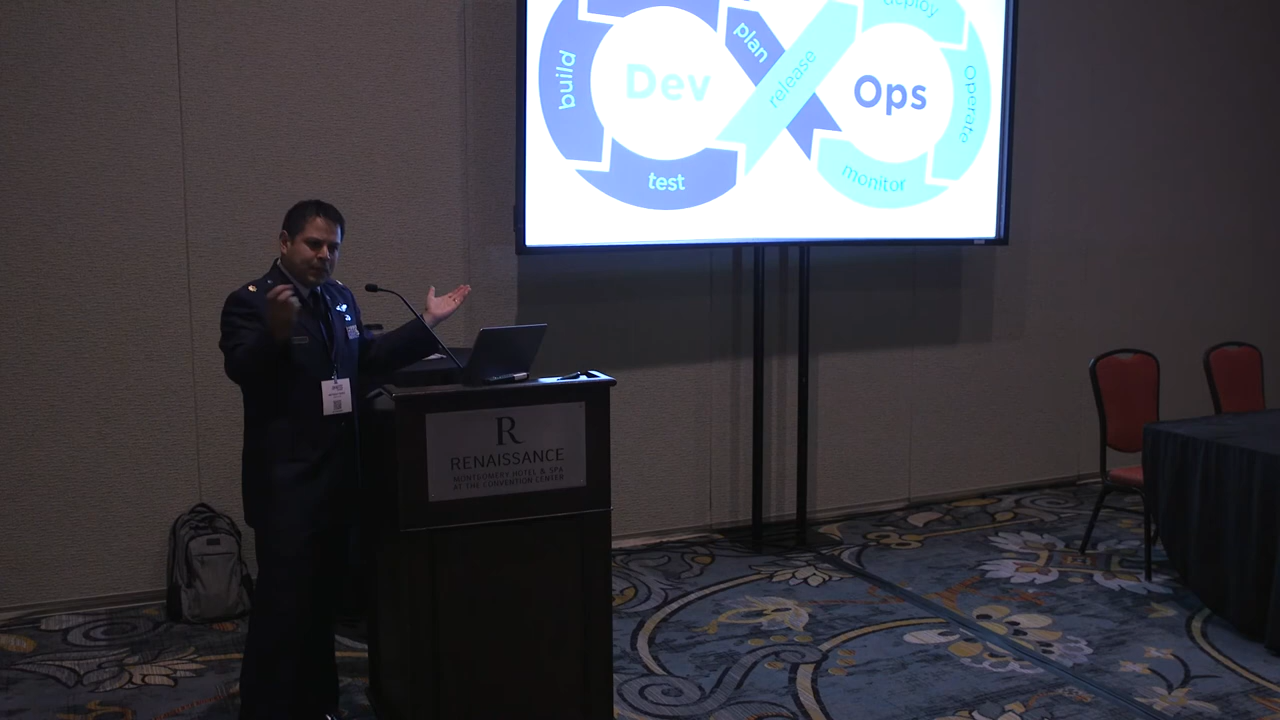 deploy
plan
build
Dev
release
Ops
Operate
test
monitor
R
RENAISSANCE
MONTGOMERY HOTEL & SPA
AT THE CONVENTION CENTER